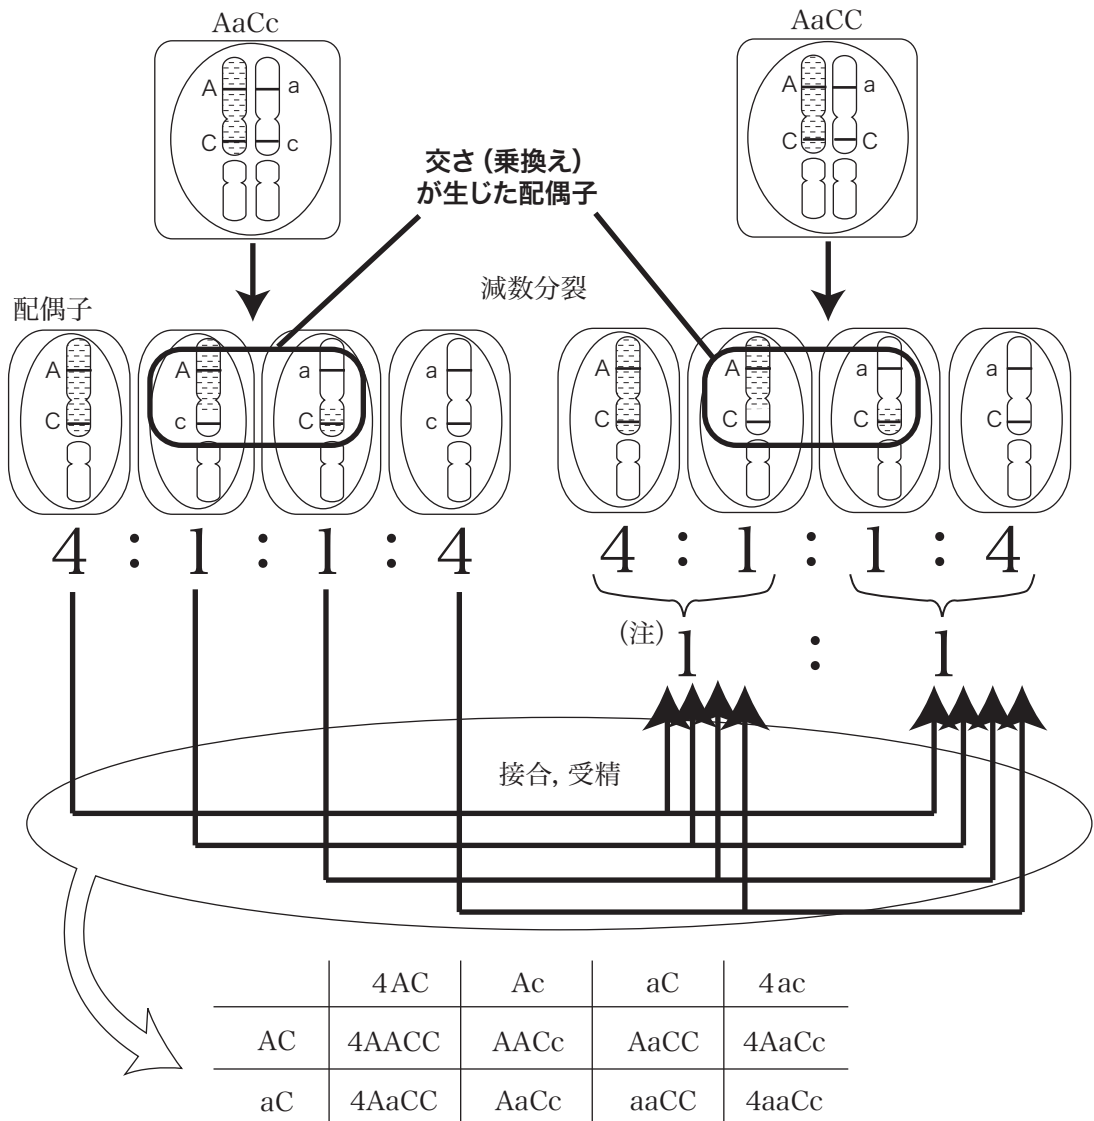 AaCc
AaCC
A a
C c
A a
C C
交さ（乗換え）
が生じた配偶子
減数分裂
配偶子
A A a a
C c C c
A A a a
C C C C
4 : 1 : 1 : 4
4 : 1 : 1 : 4
(注) 1 : 1
接合, 受精
4AC Ac aC 4ac
AC 4AACC AACc AaCC 4AaCc
aC 4AaCC AaCc aaCC 4aaCc